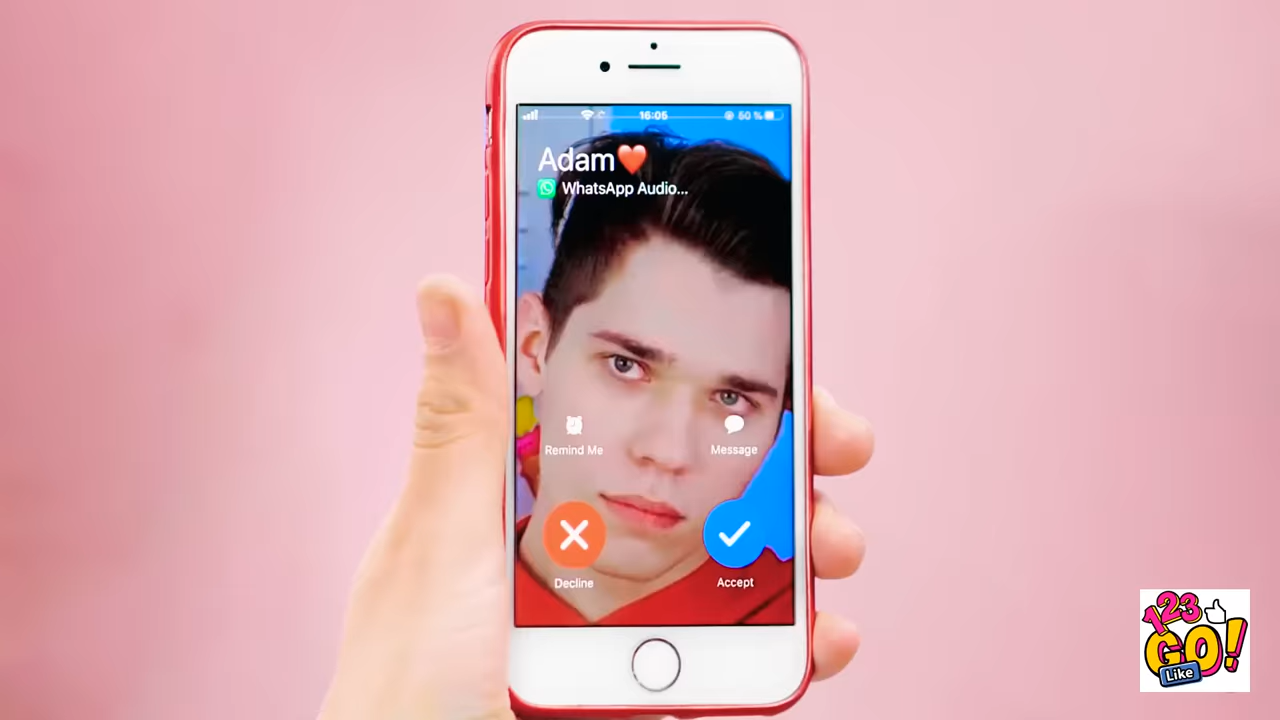 16:05
50 %
Adam❤️
WhatsApp Audio...
Remind Me
Message
Decline
Accept
123
GO!
Like